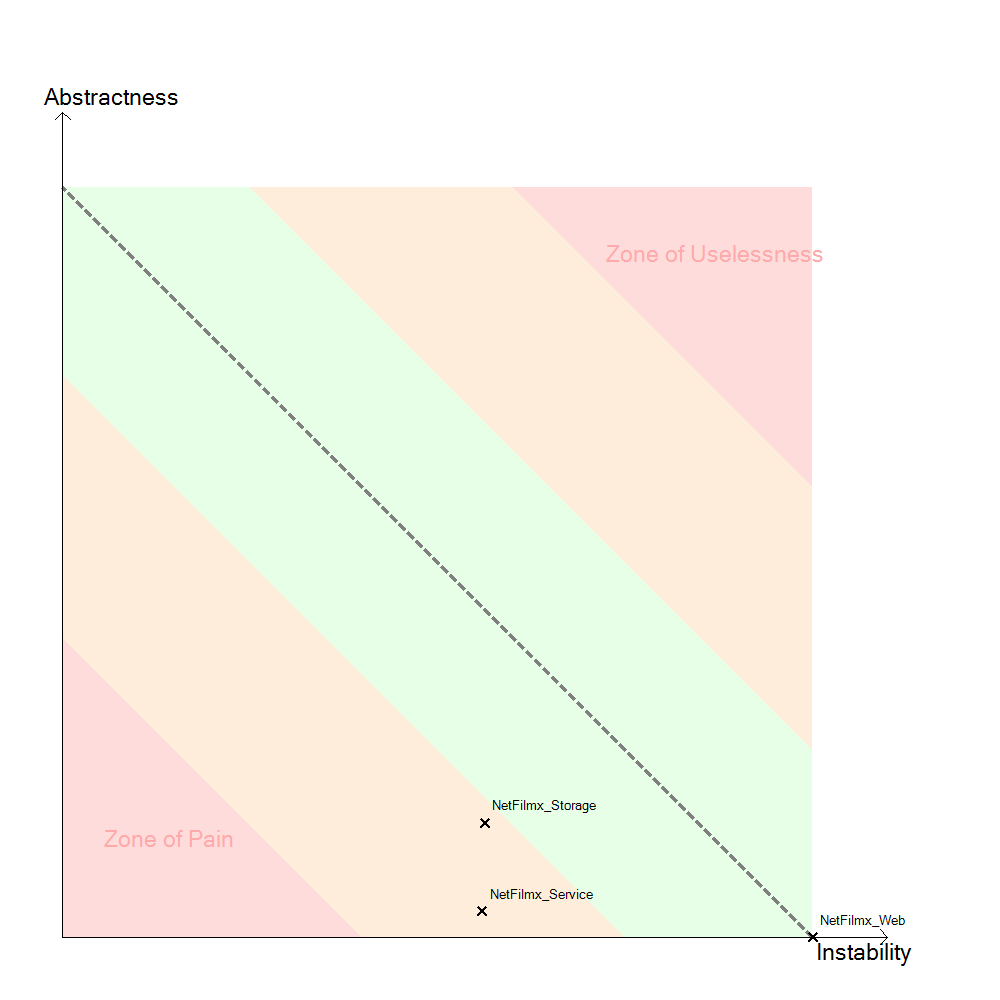 Abstractness
Zone of Uselessness
NetFilmx_Storage
Zone of Pain
NetFilmx_Service
NetFilmx_Web
Instability